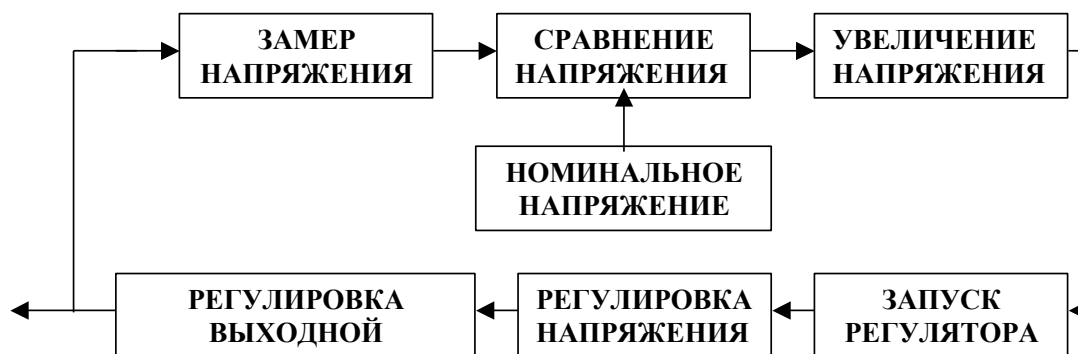 ЗАМЕР
НАПРЯЖЕНИЯ
СРАВНЕНИЕ
НАПРЯЖЕНИЯ
УВЕЛИЧЕНИЕ
НАПРЯЖЕНИЯ
НОМИНАЛЬНОЕ
НАПРЯЖЕНИЕ
РЕГУЛИРОВКА
ВЫХОДНОЙ
РЕГУЛИРОВКА
НАПРЯЖЕНИЯ
ЗАПУСК
РЕГУЛЯТОРА